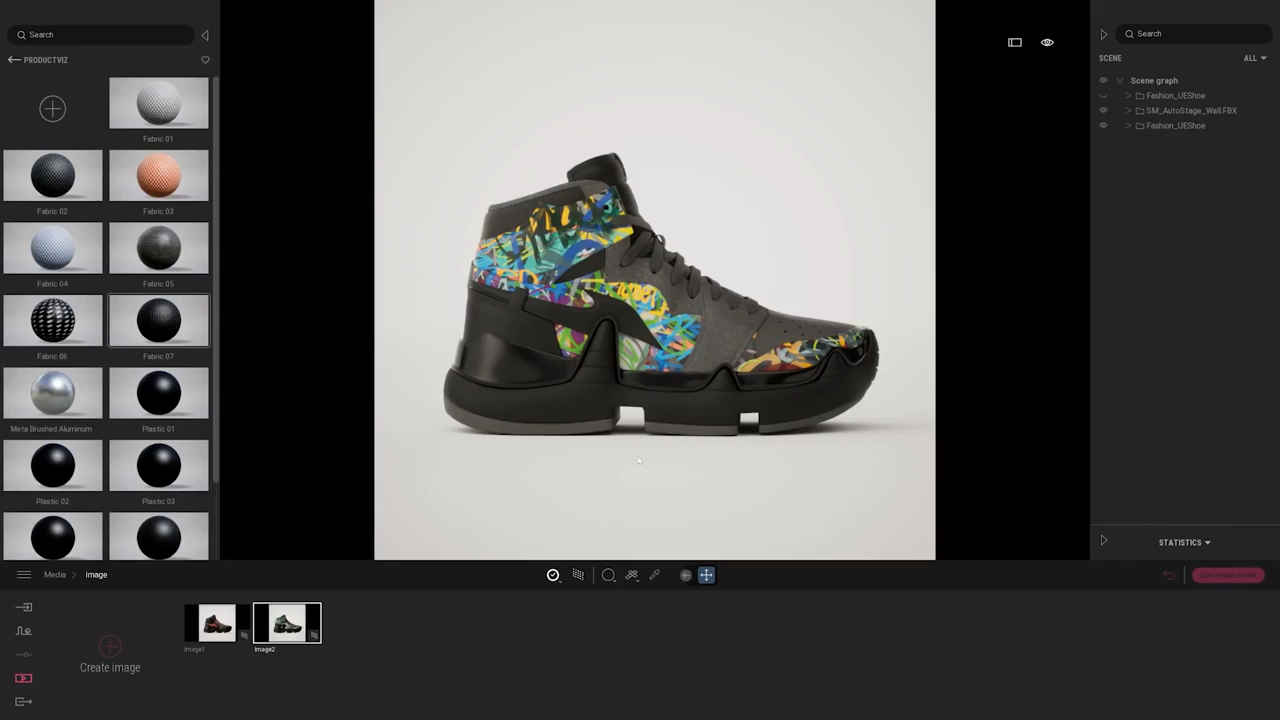 Search
PRODUCTVIZ
Fabric 01
Fabric 02
Fabric 03
Fabric 04
Fabric 05
Fabric 06
Fabric 07
Meta Brushed Aluminum
Plastic 01
Plastic 02
Plastic 03
Search
SCENE
ALL
Scene graph
Fashion_UEShoe
SM_AutoStage_Wall.FBX
Fashion_UEShoe
STATISTICS
Media
Image
Create image
Image1
Image2